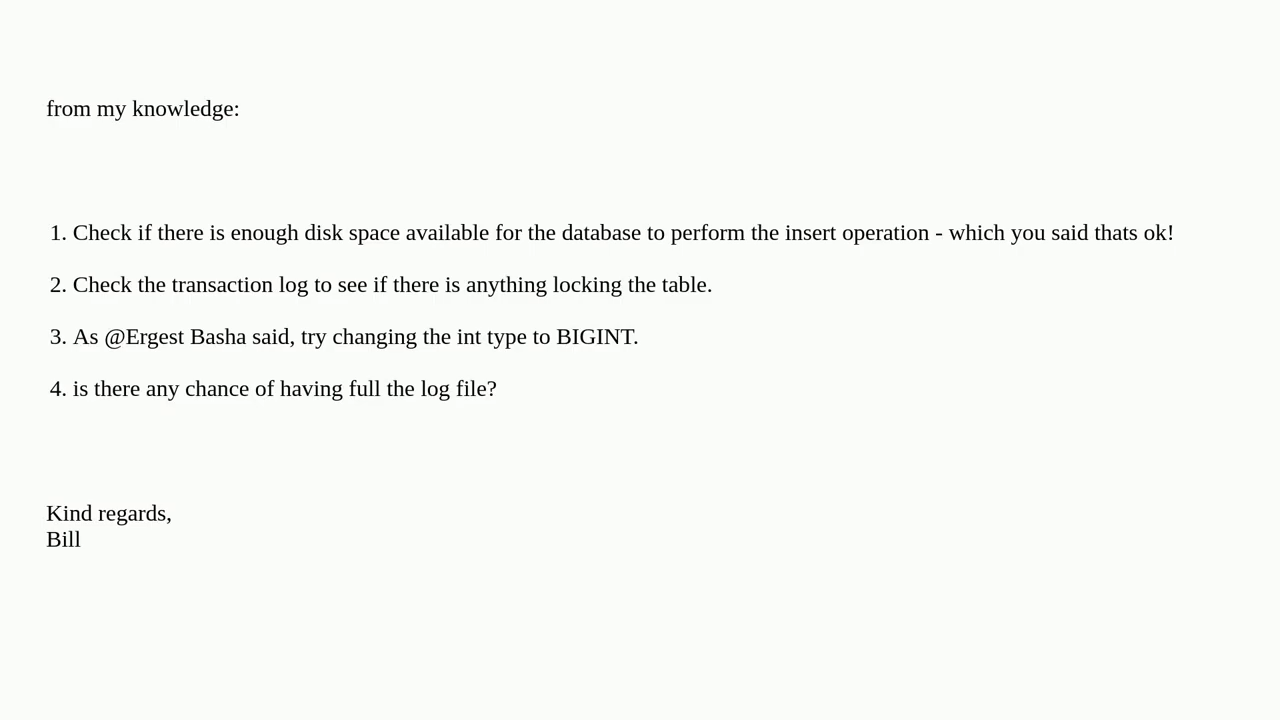 from my knowledge:
1. Check if there is enough disk space available for the database to perform the insert operation - which you said thats ok!
2. Check the transaction log to see if there is anything locking the table.
3. As @Ergest Basha said, try changing the int type to BIGINT.
4. is there any chance of having full the log file?
Kind regards,
Bill